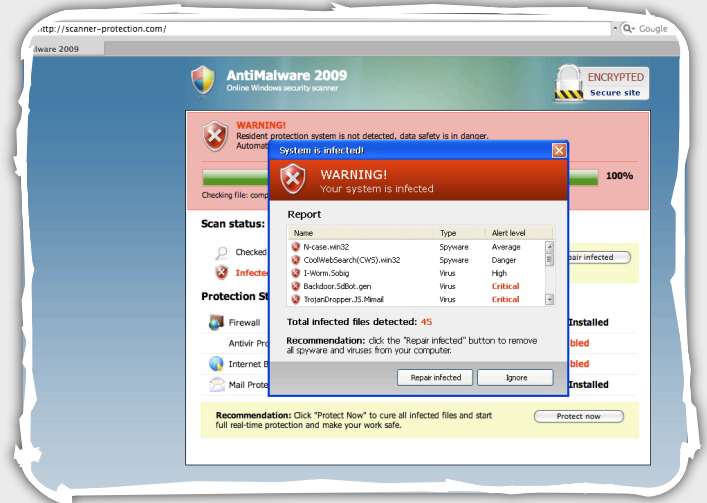 http://scanner-protection.com/
Google
lware 2009
AntiMalware 2009
Online Windows security scanner
ENCRYPTED
Secure site
WARNING!
Resident protection system is not detected, data safety is in danger.
Automat
System is infected!
WARNING!
Your system is infected
100%
Checking file: comp
Report
Name Type Alert level
N-case.win32 Spyware Average
CoolWebSearch(CWS).win32 Spyware Danger
I-Worm.Sobig Virus High
Backdoor.SdBot.gen Virus Critical
TrojanDropper.JS.Mimail Virus Critical
Total infected files detected: 45
Recommendation: click the "Repair infected" button to remove
all spyware and viruses from your computer.
Repair infected Ignore
Scan status:
Checked
Infecte
pair infected
Protection St
Firewall nstalled
Antivir Pro bled
Internet E bled
Mail Prote nstalled
Recommendation: Click "Protect Now" to cure all infected files and start
full real-time protection and make your work safe.
Protect now